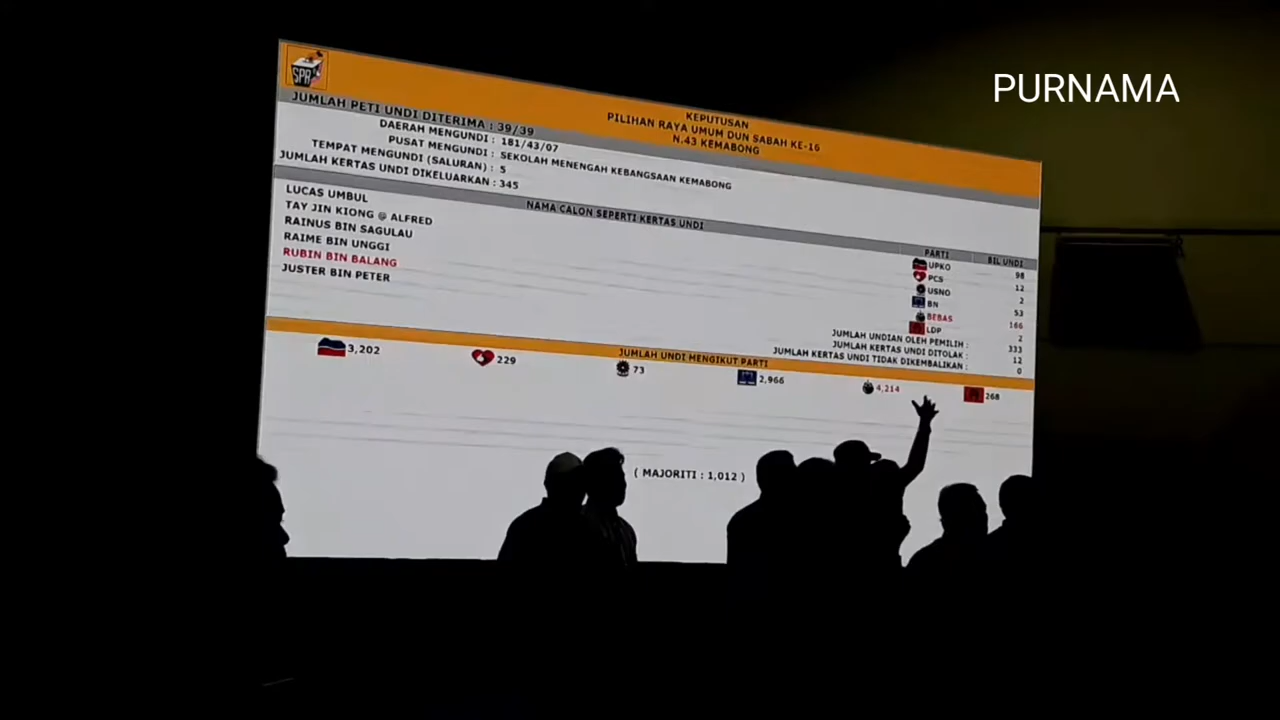 PURNAMA
SPR
KEPUTUSAN
PILIHAN RAYA UMUM DUN SABAH KE-16
N.43 KEMABONG
JUMLAH PETI UNDI DITERIMA : 39/39
DAERAH MENGUNDI : 181/43/07
PUSAT MENGUNDI : SEKOLAH MENENGAH KEBANGSAAN KEMABONG
TEMPAT MENGUNDI (SALURAN) : 5
JUMLAH KERTAS UNDI DIKELUARKAN : 345
NAMA CALON SEPERTI KERTAS UNDI PARTI BIL UNDI
LUCAS UMBUL UPKO 98
TAY JIN KIONG @ ALFRED PCS 12
RAINUS BIN SAGULAU USNO 2
RAIME BIN UNGGI BN 53
RUBIN BIN BALANG BEBAS 166
JUSTER BIN PETER LDP 2
JUMLAH UNDIAN OLEH PEMILIH : 333
JUMLAH KERTAS UNDI DITOLAK : 12
JUMLAH KERTAS UNDI TIDAK DIKEMBALIKAN : 0
JUMLAH UNDI MENGIKUT PARTI
3,202 229 73 2,966 4,214 268
( MAJORITI : 1,012 )